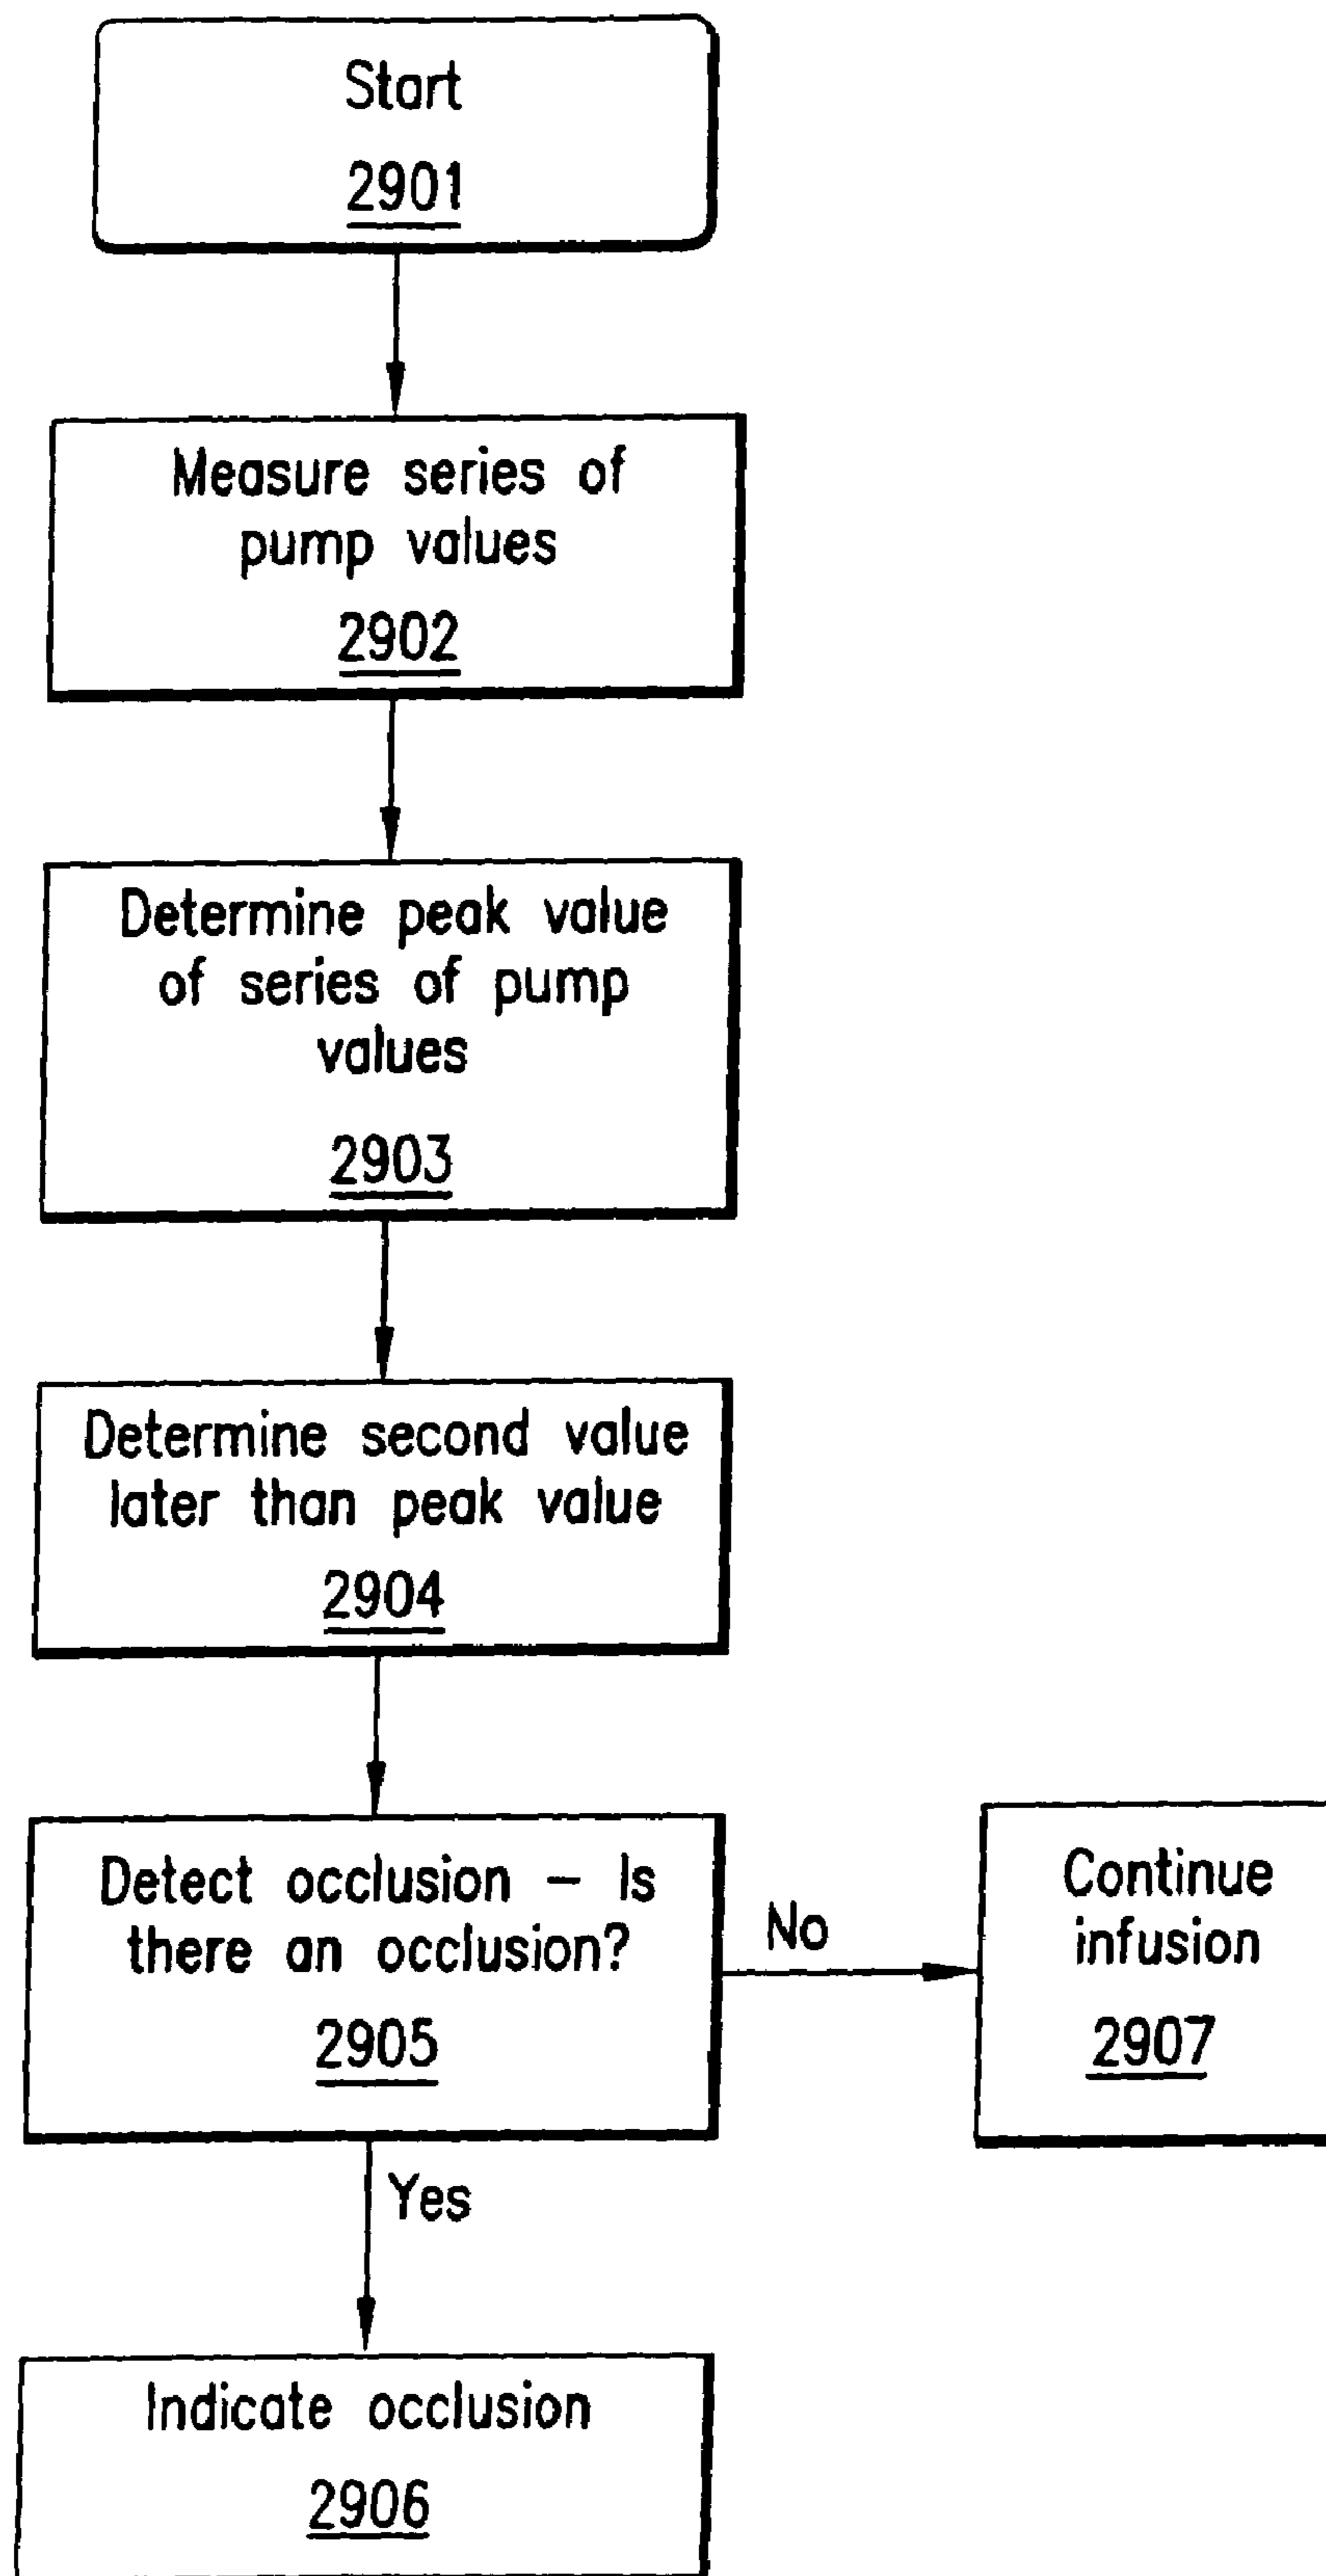 Start
2901
Measure series of
pump values
2902
Determine peak value
of series of pump
values
2903
Determine second value
later than peak value
2904
Detect occlusion – Is
there an occlusion?
2905
No
Continue
infusion
2907
Yes
Indicate occlusion
2906